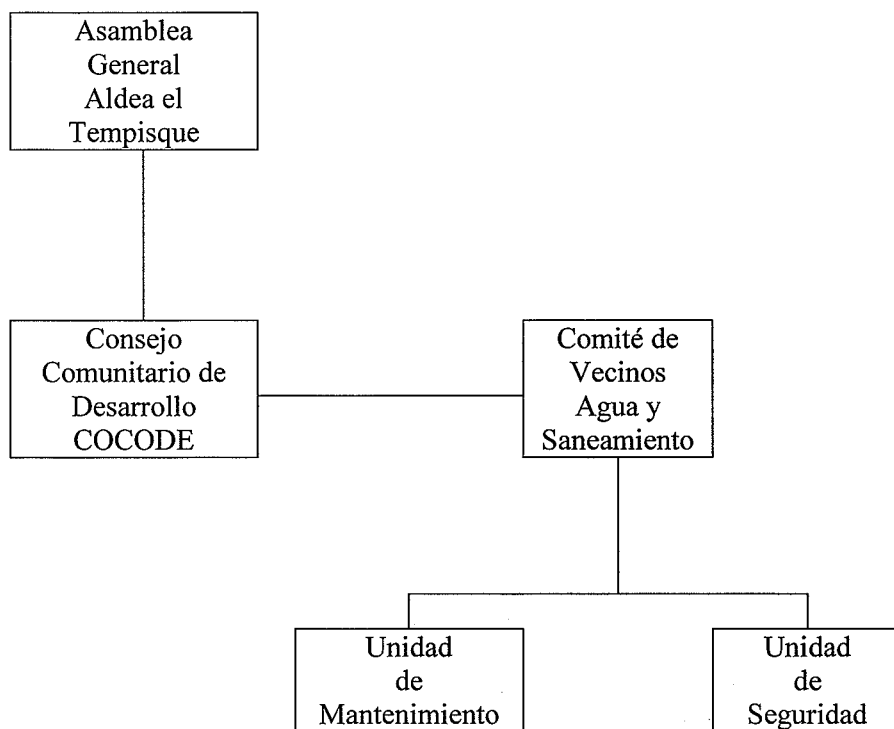 Asamblea
General
Aldea el
Tempisque
Consejo
Comunitario de
Desarrollo
COCODE
Comité de
Vecinos
Agua y
Saneamiento
Unidad
de
Mantenimiento
Unidad
de
Seguridad